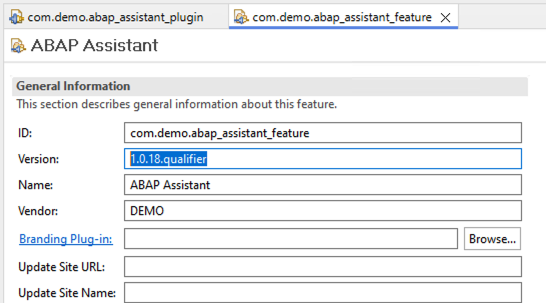 com.demo.abap_assistant_plugin
com.demo.abap_assistant_feature
ABAP Assistant
General Information
This section describes general information about this feature.
ID: com.demo.abap_assistant_feature
Version: 1.0.18.qualifier
Name: ABAP Assistant
Vendor: DEMO
Branding Plug-in: Browse...
Update Site URL:
Update Site Name: